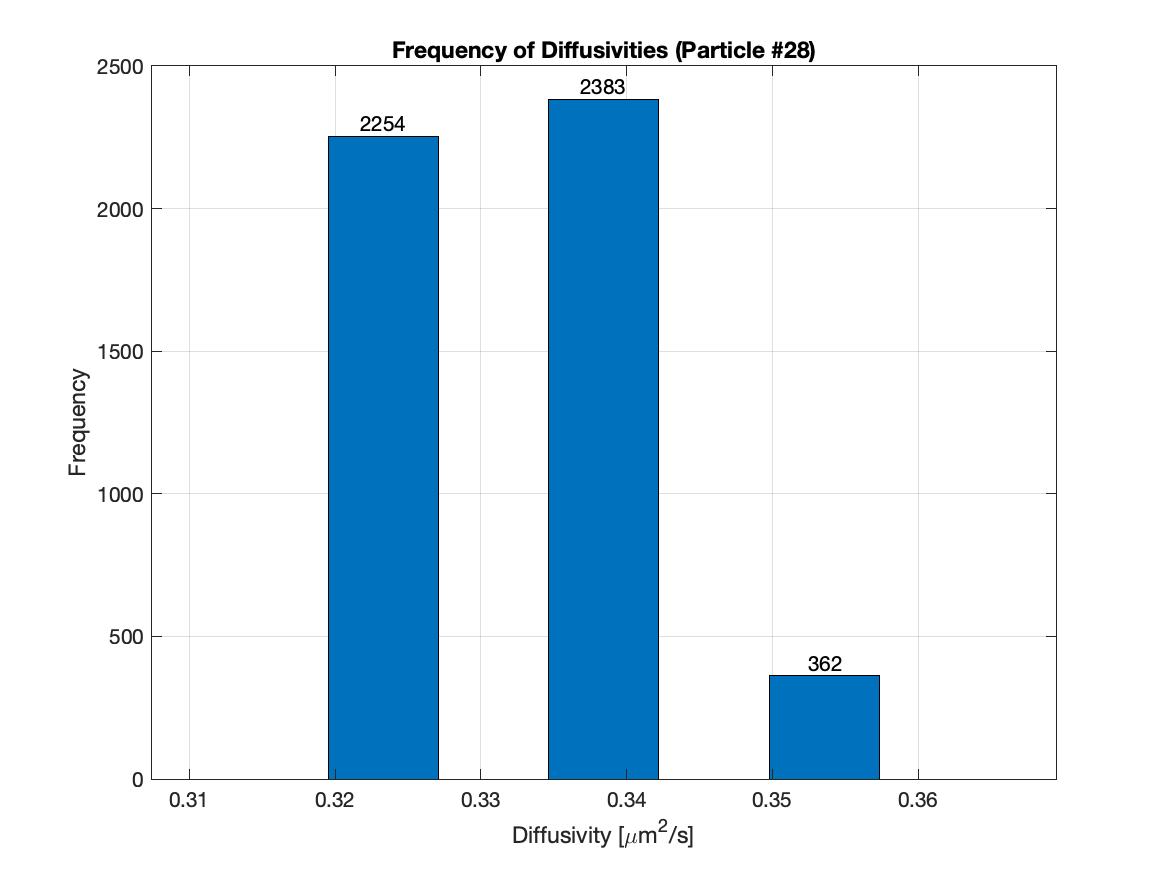 Frequency of Diffusivities (Particle #28)
2500
2000
1500
1000
500
0
Frequency
2254
2383
362
0.31 0.32 0.33 0.34 0.35 0.36
Diffusivity [μm²/s]